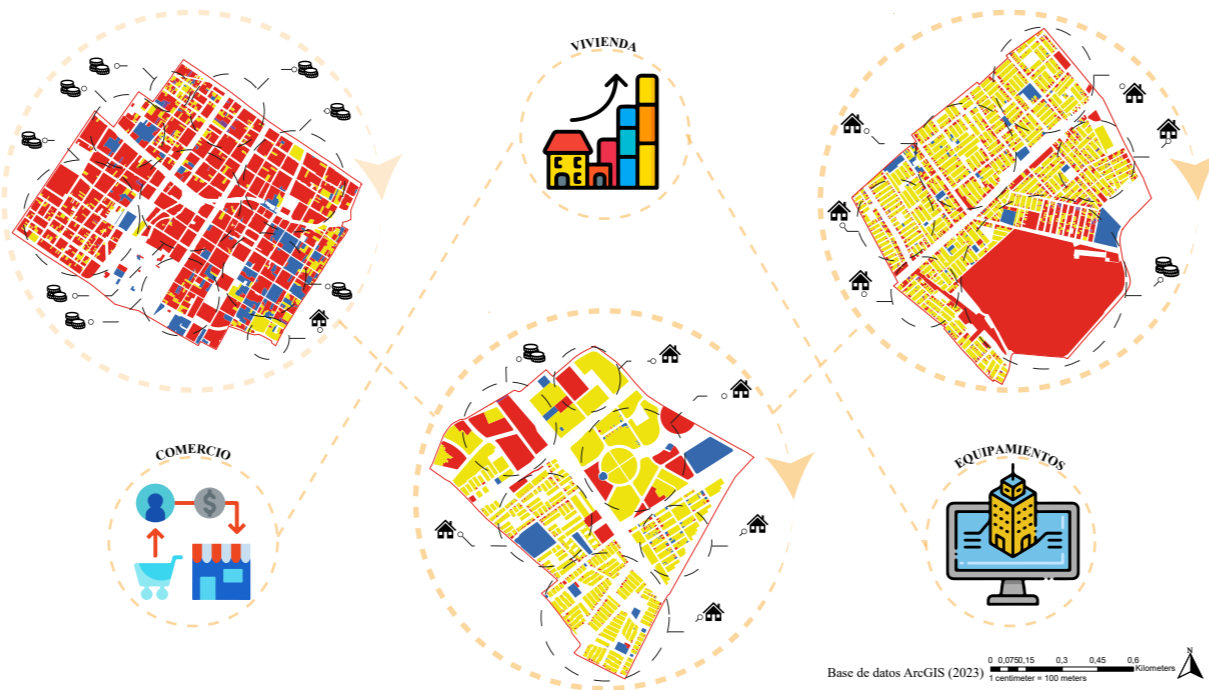 VIVIENDA
COMERCIO
$
EQUIPAMIENTOS
Base de datos ArcGIS (2023)
0 0,0750,15 0,3 0,45 0,6
Kilometers
1 centimeter = 100 meters
N